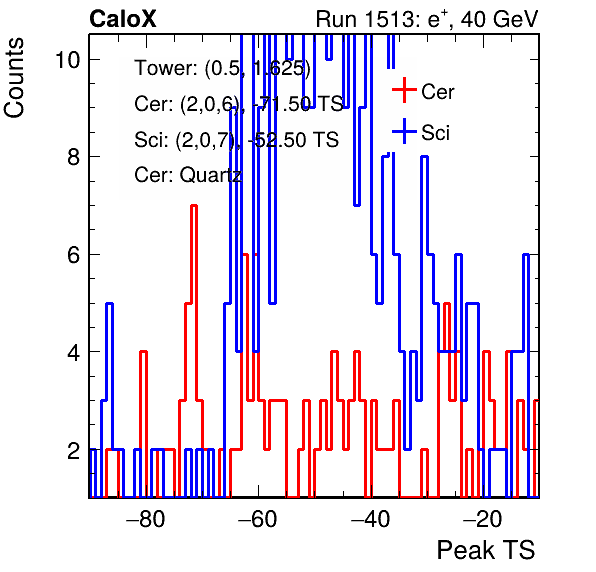 CaloX Run 1513: e⁺, 40 GeV
Counts
10
8
6
4
2
Tower: (0.5, 1.625)
Cer: (2,0,6), -71.50 TS
Sci: (2,0,7), -52.50 TS
Cer: Quartz
Cer
Sci
−80 −60 −40 −20
Peak TS